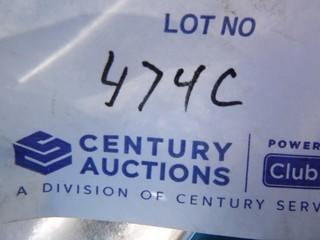 LOT NO
474C
CENTURY
AUCTIONS
POWER
Club
A DIVISION OF CENTURY SERV